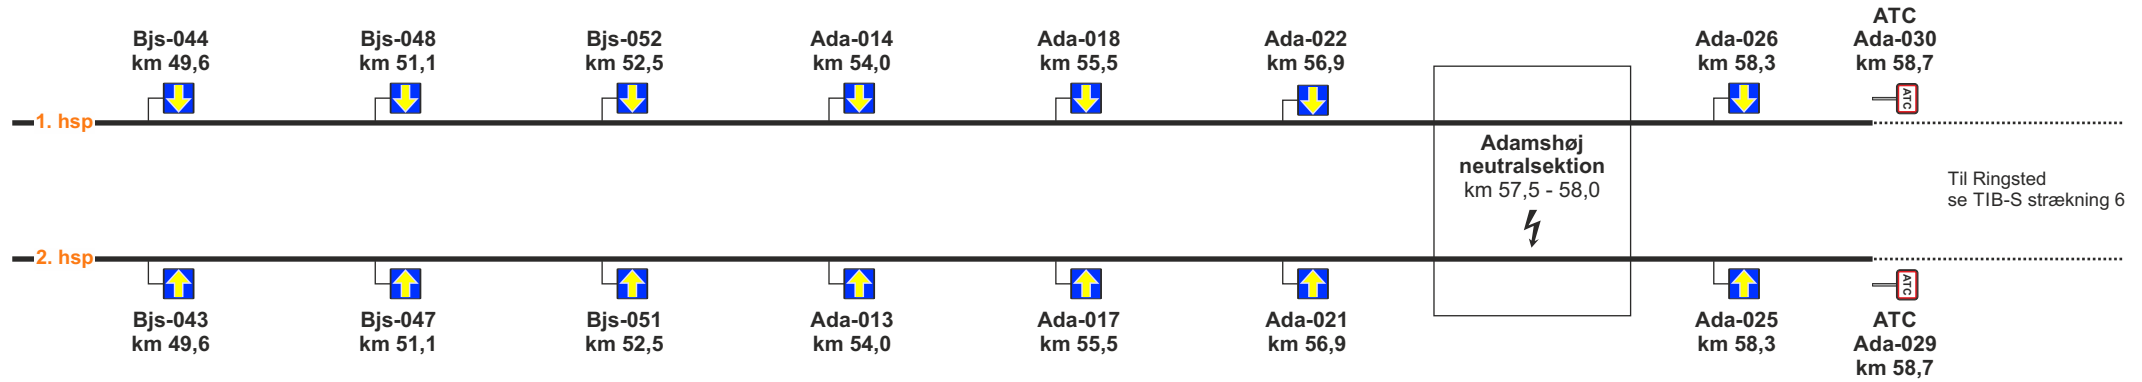 Bjs-044
km 49,6
Bjs-048
km 51,1
Bjs-052
km 52,5
Ada-014
km 54,0
Ada-018
km 55,5
Ada-022
km 56,9
Ada-026
km 58,3
ATC
Ada-030
km 58,7
ATC
1. hsp
Adamshøj
neutralsektion
km 57,5 - 58,0
Til Ringsted
se TIB-S strækning 6
2. hsp
ATC
Bjs-043
km 49,6
Bjs-047
km 51,1
Bjs-051
km 52,5
Ada-013
km 54,0
Ada-017
km 55,5
Ada-021
km 56,9
Ada-025
km 58,3
ATC
Ada-029
km 58,7